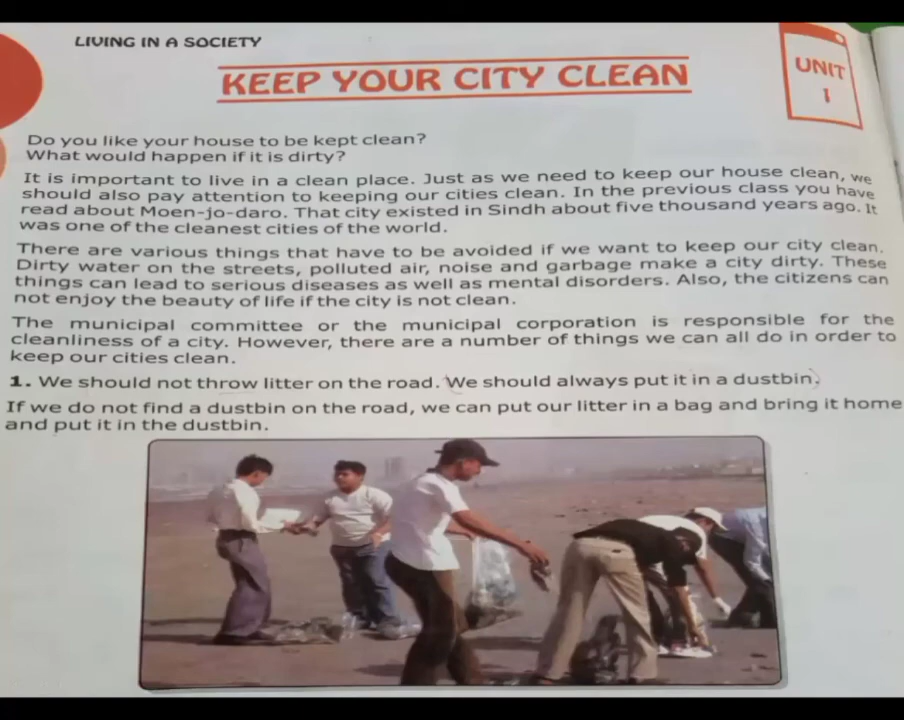 LIVING IN A SOCIETY
KEEP YOUR CITY CLEAN
UNIT
1
Do you like your house to be kept clean?
What would happen if it is dirty?
It is important to live in a clean place. Just as we need to keep our house clean, we
should also pay attention to keeping our cities clean. In the previous class you have
read about Moen-jo-daro. That city existed in Sindh about five thousand years ago. It
was one of the cleanest cities of the world.
There are various things that have to be avoided if we want to keep our city clean.
Dirty water on the streets, polluted air, noise and garbage make a city dirty. These
things can lead to serious diseases as well as mental disorders. Also, the citizens can
not enjoy the beauty of life if the city is not clean.
The municipal committee or the municipal corporation is responsible for the
cleanliness of a city. However, there are a number of things we can all do in order to
keep our cities clean.
1. We should not throw litter on the road. We should always put it in a dustbin.
If we do not find a dustbin on the road, we can put our litter in a bag and bring it home
and put it in the dustbin.